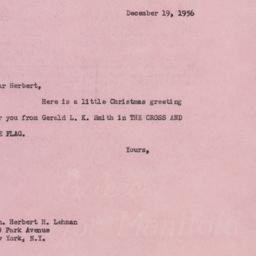 December 19, 1956
ar Herbert,
Here is a little Christmas greeting
r you from Gerald L. K. Smith in THE CROSS AND
E FLAG.
Yours,
n. Herbert H. Lehman
Park Avenue
w York, N.Y.